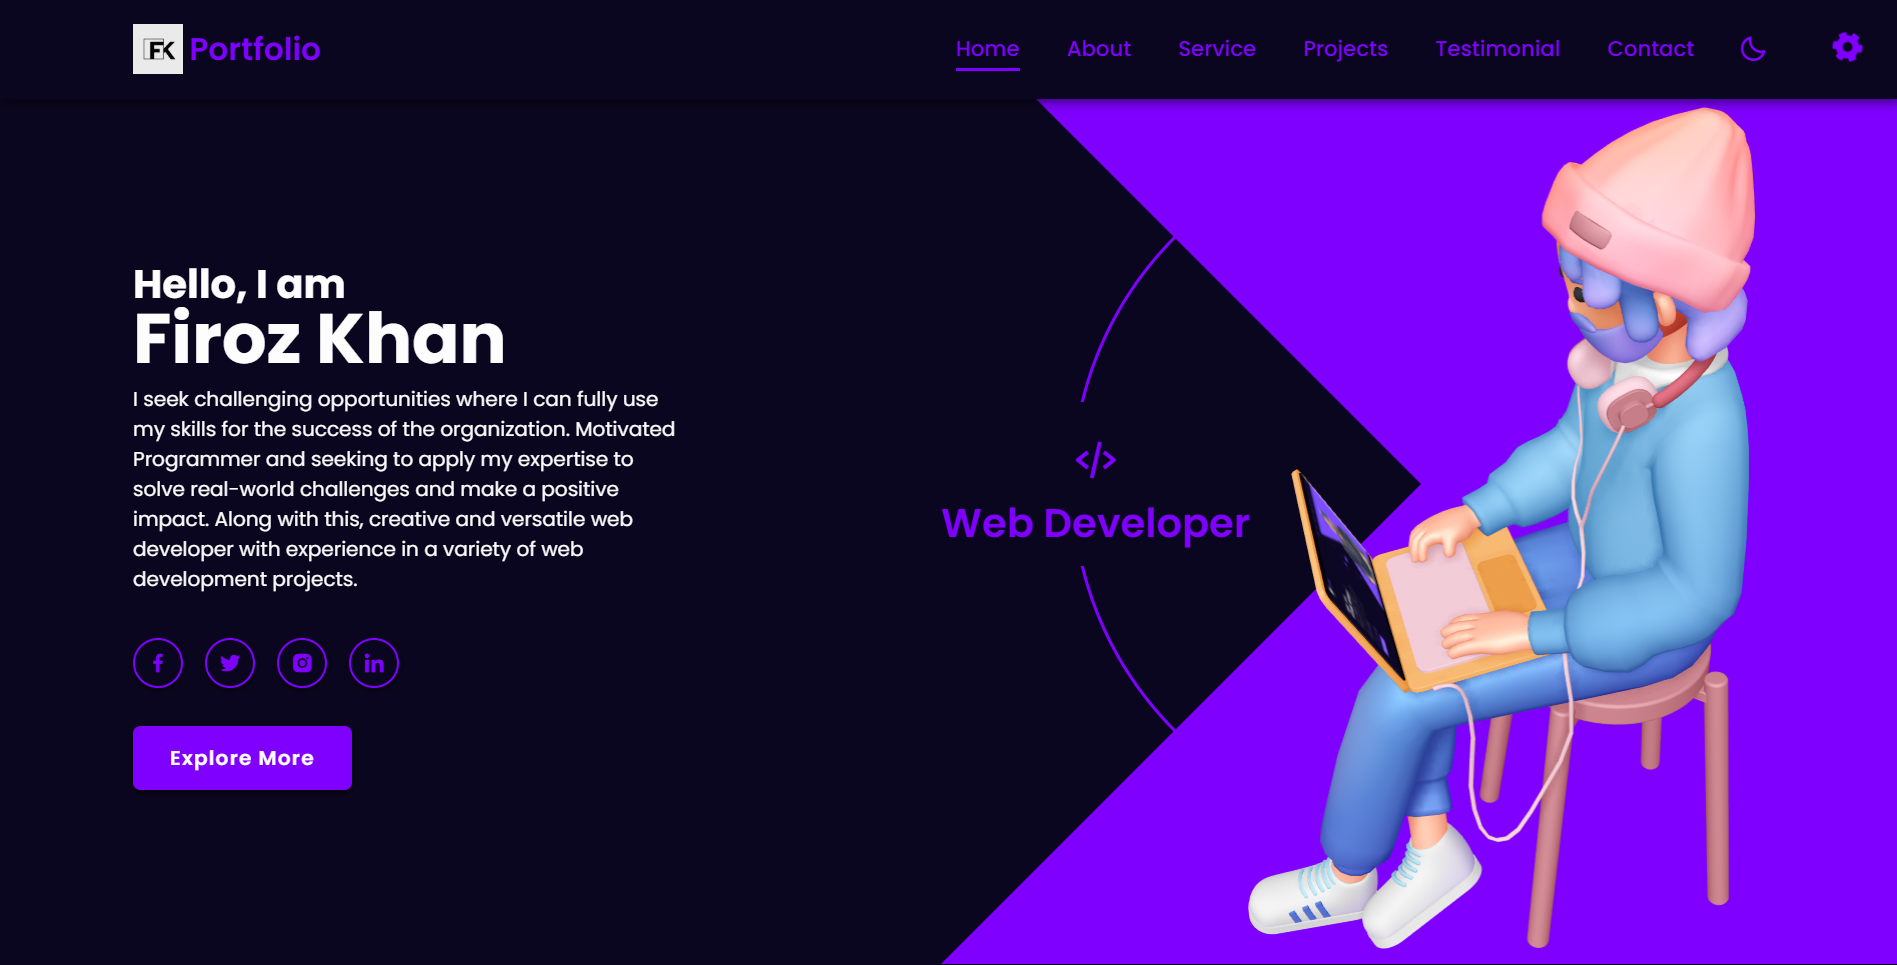 FK Portfolio
Home About Service Projects Testimonial Contact
Hello, I am
Firoz Khan
I seek challenging opportunities where I can fully use
my skills for the success of the organization. Motivated
Programmer and seeking to apply my expertise to
solve real-world challenges and make a positive
impact. Along with this, creative and versatile web
developer with experience in a variety of web
development projects.
Explore More
</>
Web Developer